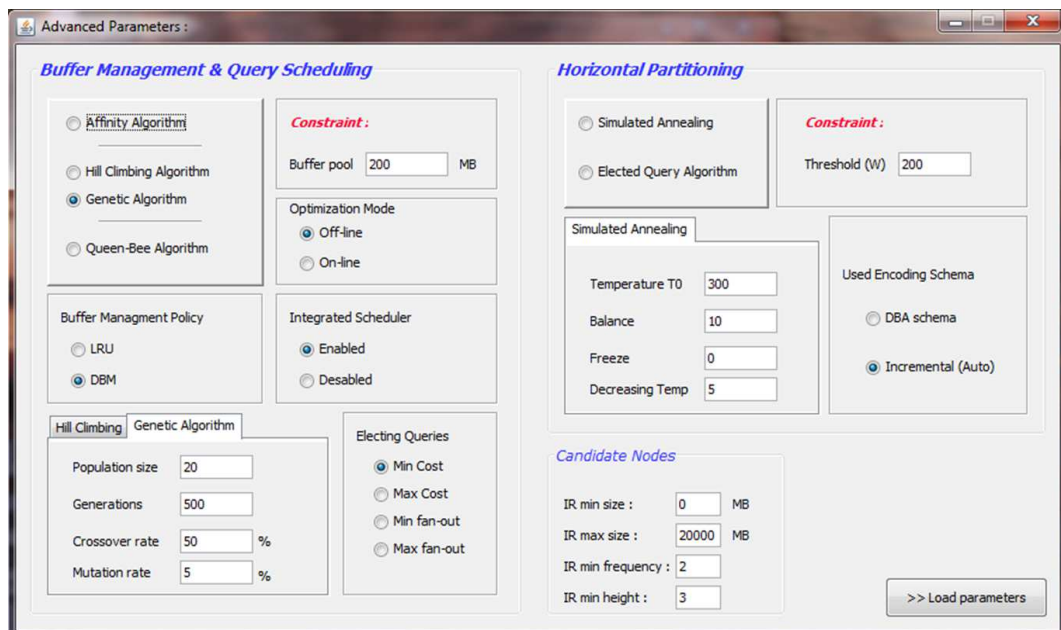 Advanced Parameters :
Buffer Management & Query Scheduling
Affinity Algorithm
Hill Climbing Algorithm
Genetic Algorithm
Queen-Bee Algorithm
Constraint :
Buffer pool 200 MB
Optimization Mode
Off-line
On-line
Buffer Managment Policy
LRU
DBM
Integrated Scheduler
Enabled
Desabled
Hill Climbing Genetic Algorithm
Population size 20
Generations 500
Crossover rate 50 %
Mutation rate 5 %
Electing Queries
Min Cost
Max Cost
Min fan-out
Max fan-out
Horizontal Partitioning
Simulated Annealing
Elected Query Algorithm
Constraint :
Threshold (W) 200
Simulated Annealing
Temperature T0 300
Balance 10
Freeze 0
Decreasing Temp 5
Used Encoding Schema
DBA schema
Incremental (Auto)
Candidate Nodes
IR min size : 0 MB
IR max size : 20000 MB
IR min frequency : 2
IR min height : 3
>> Load parameters